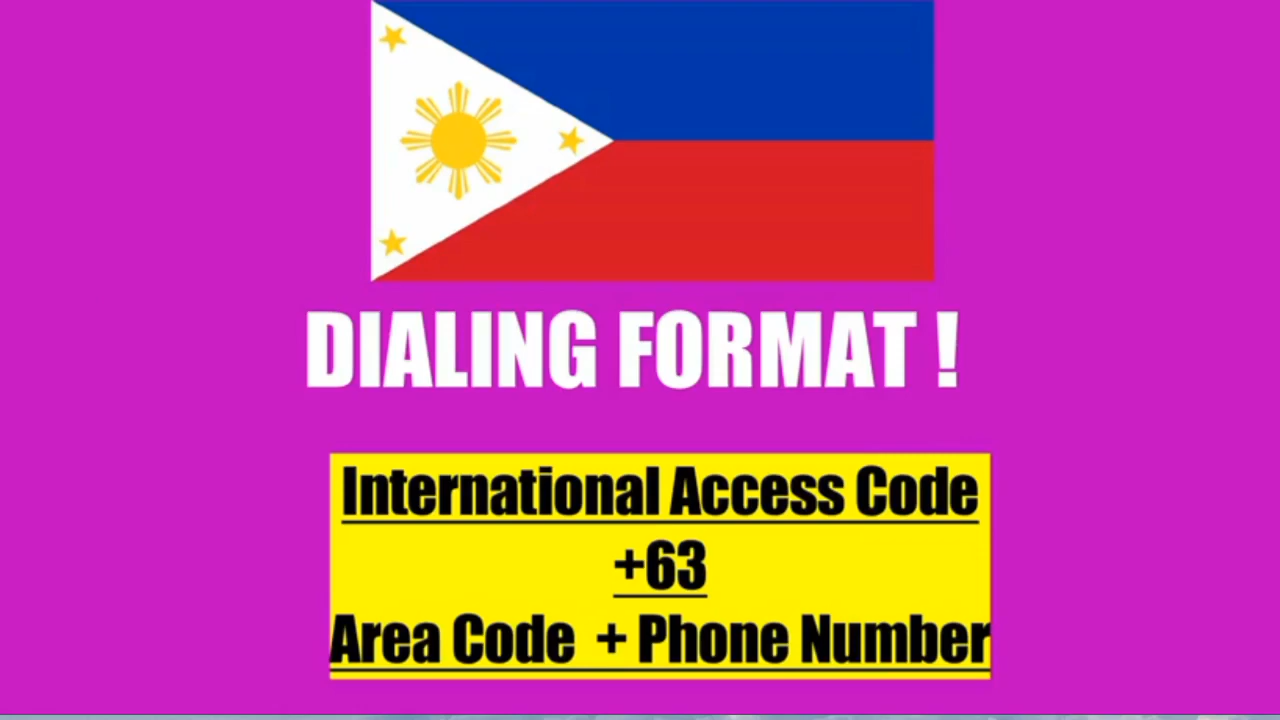 DIALING FORMAT !
International Access Code
+63
Area Code + Phone Number